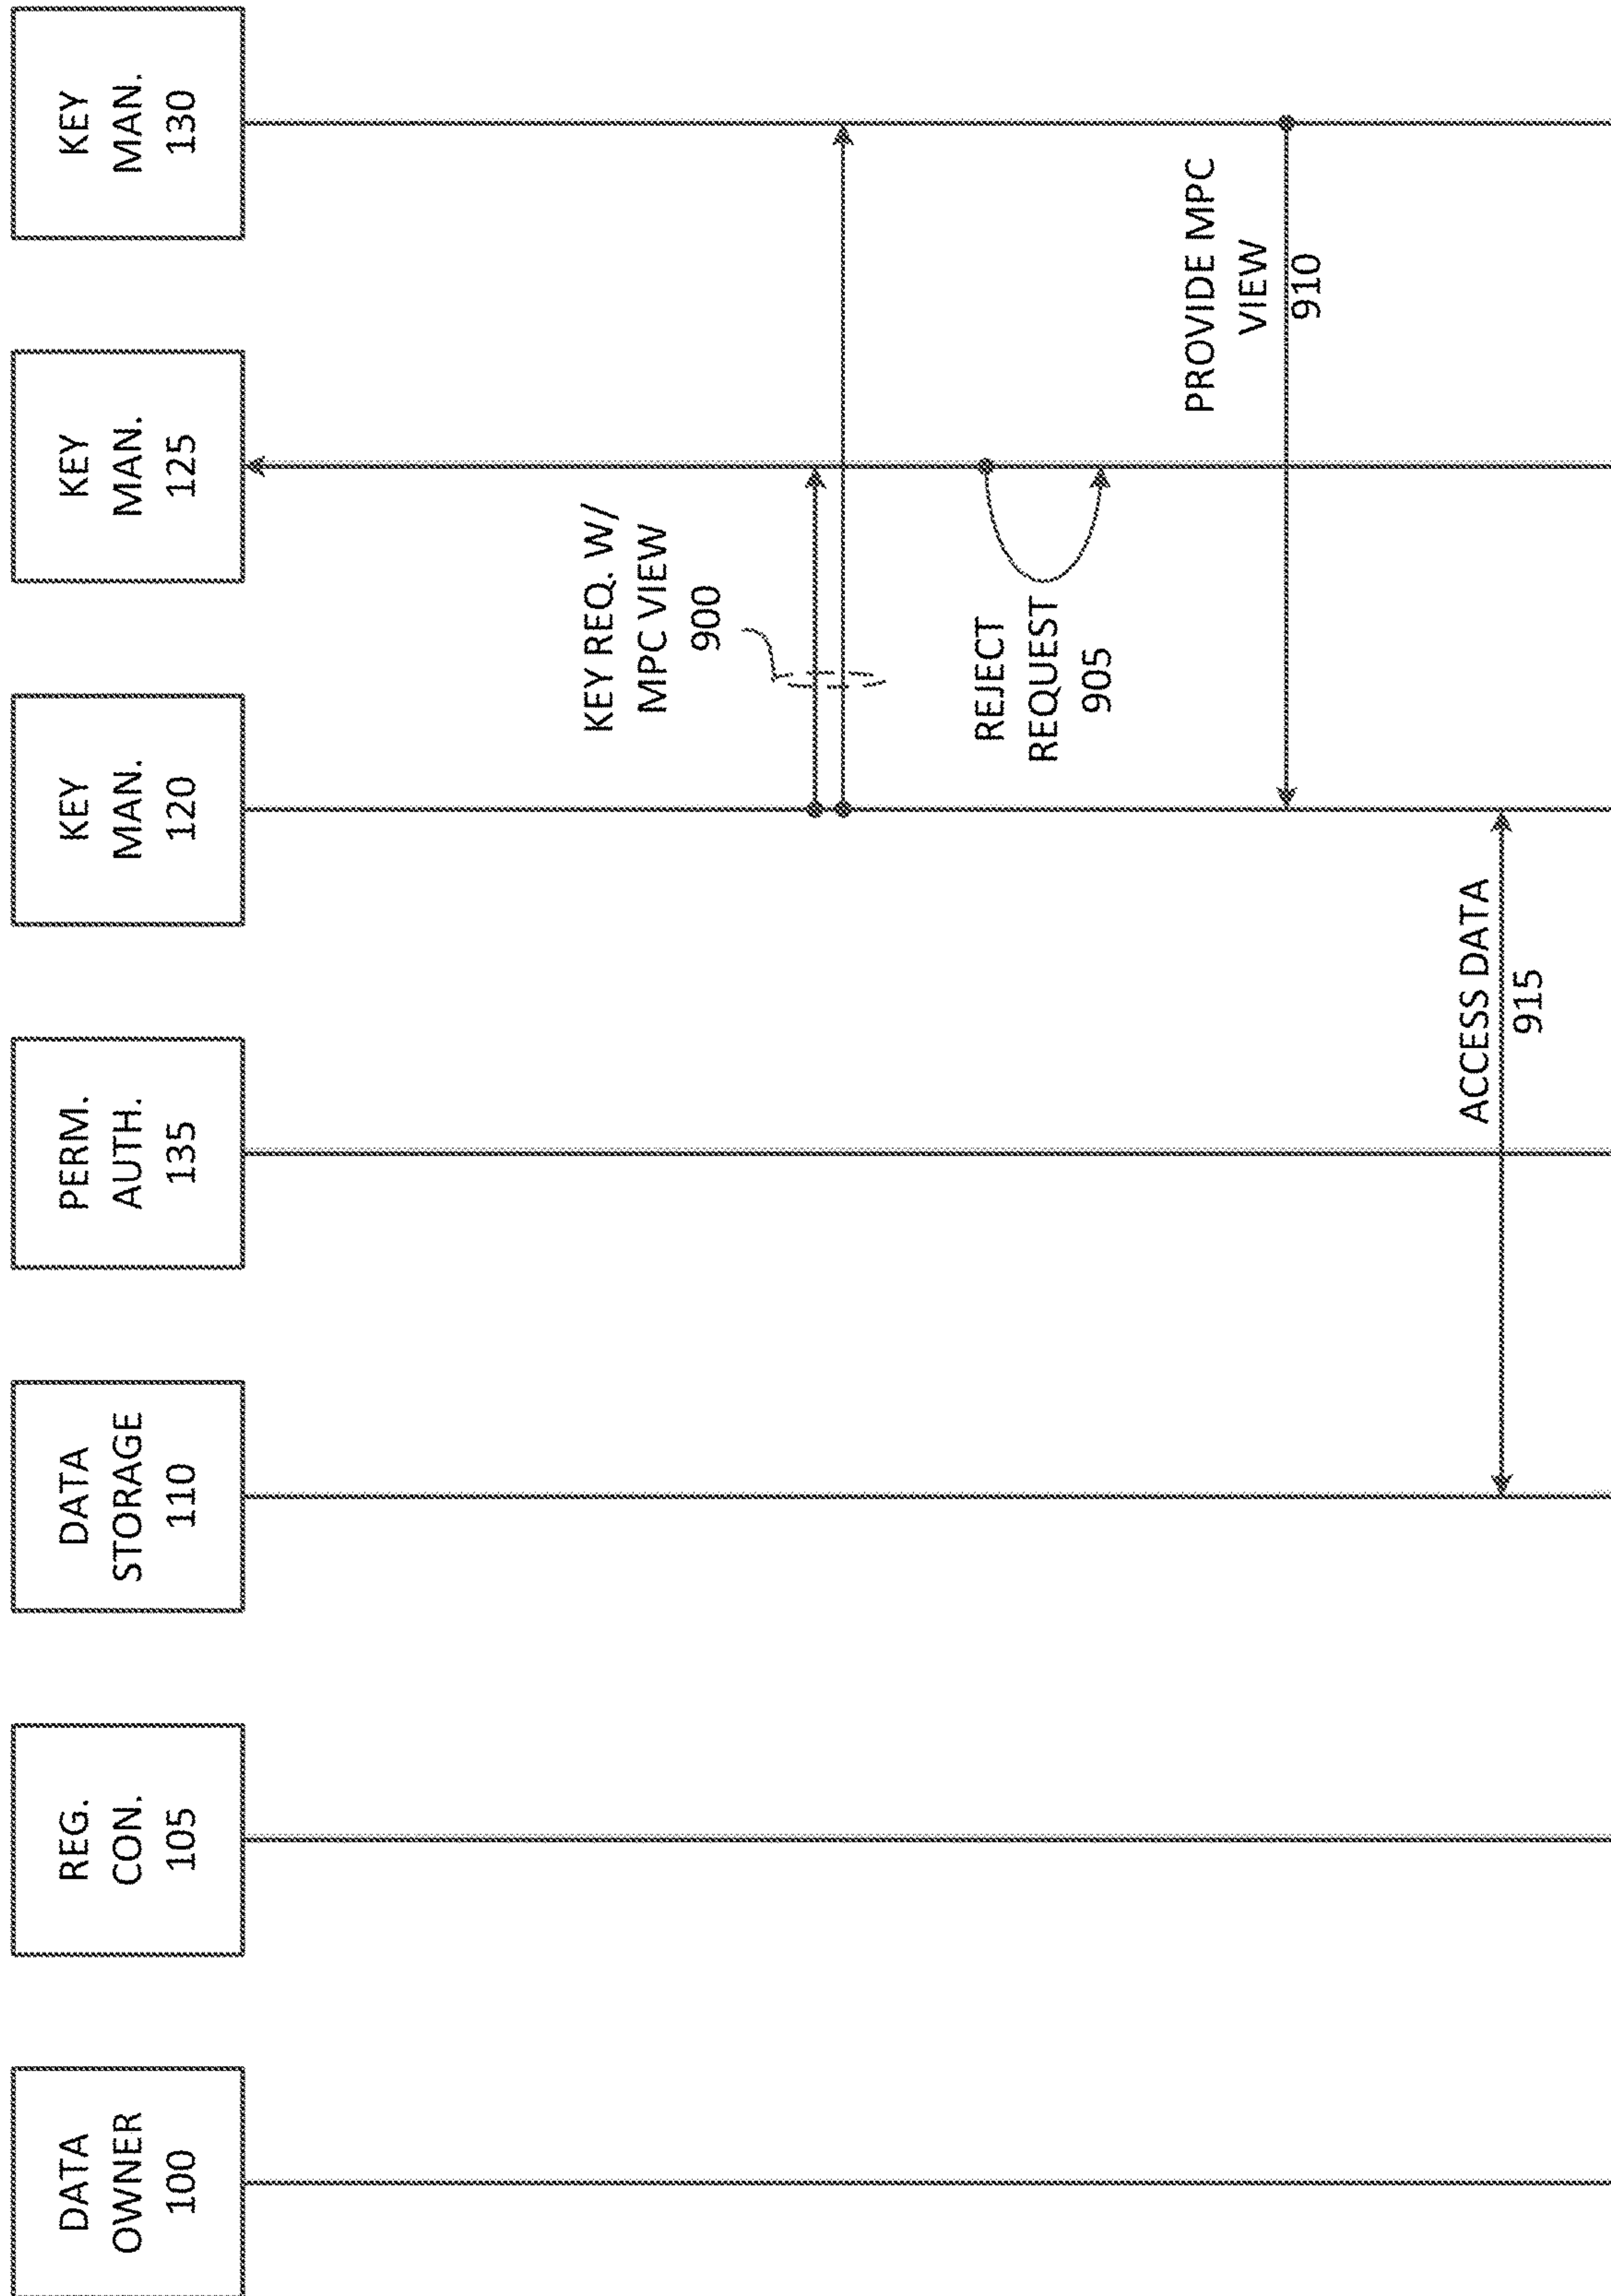 DATA
OWNER
100
REG.
CON.
105
DATA
STORAGE
110
PERM.
AUTH.
135
KEY
MAN.
120
KEY
MAN.
125
KEY
MAN.
130
KEY REQ. W/
MPC VIEW
900
REJECT
REQUEST
905
PROVIDE MPC
VIEW
910
ACCESS DATA
915